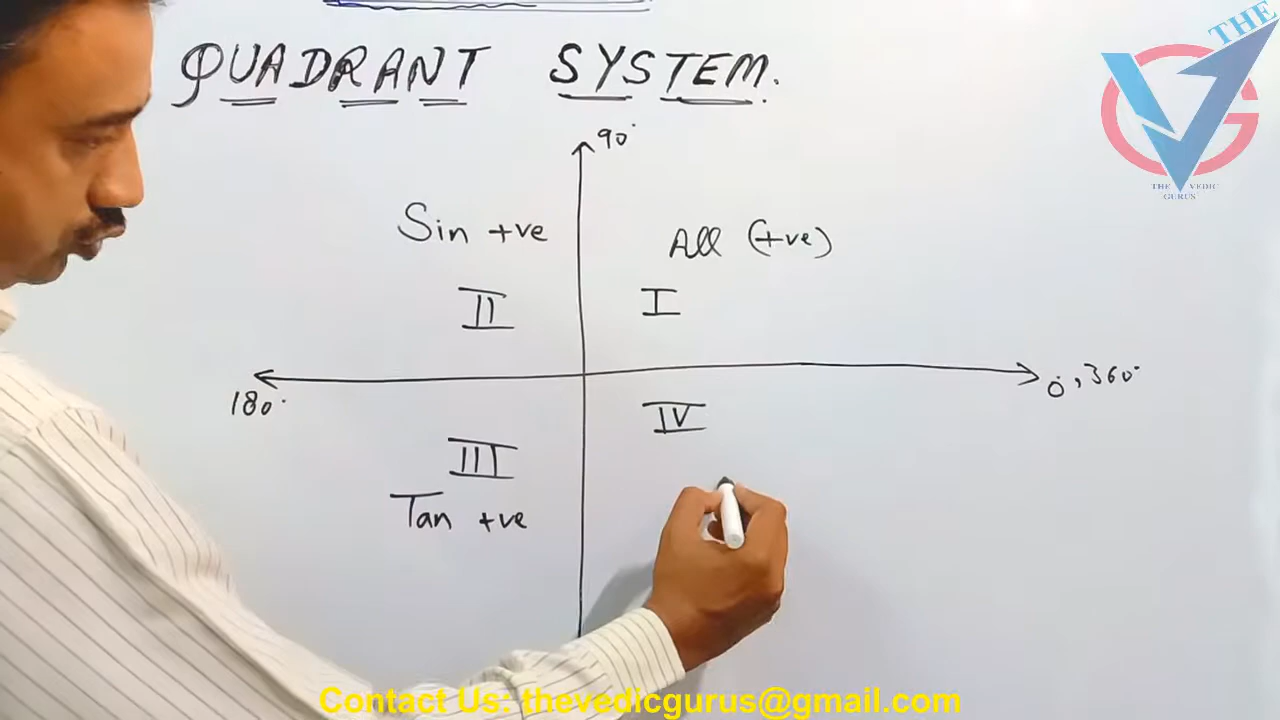 THE
THE VEDIC
GURUS
QUADRANT SYSTEM.
90°
Sin +ve
All (+ve)
II
I
180°
0°, 360°
IV
III
Tan +ve
Contact Us: thevedicgurus@gmail.com